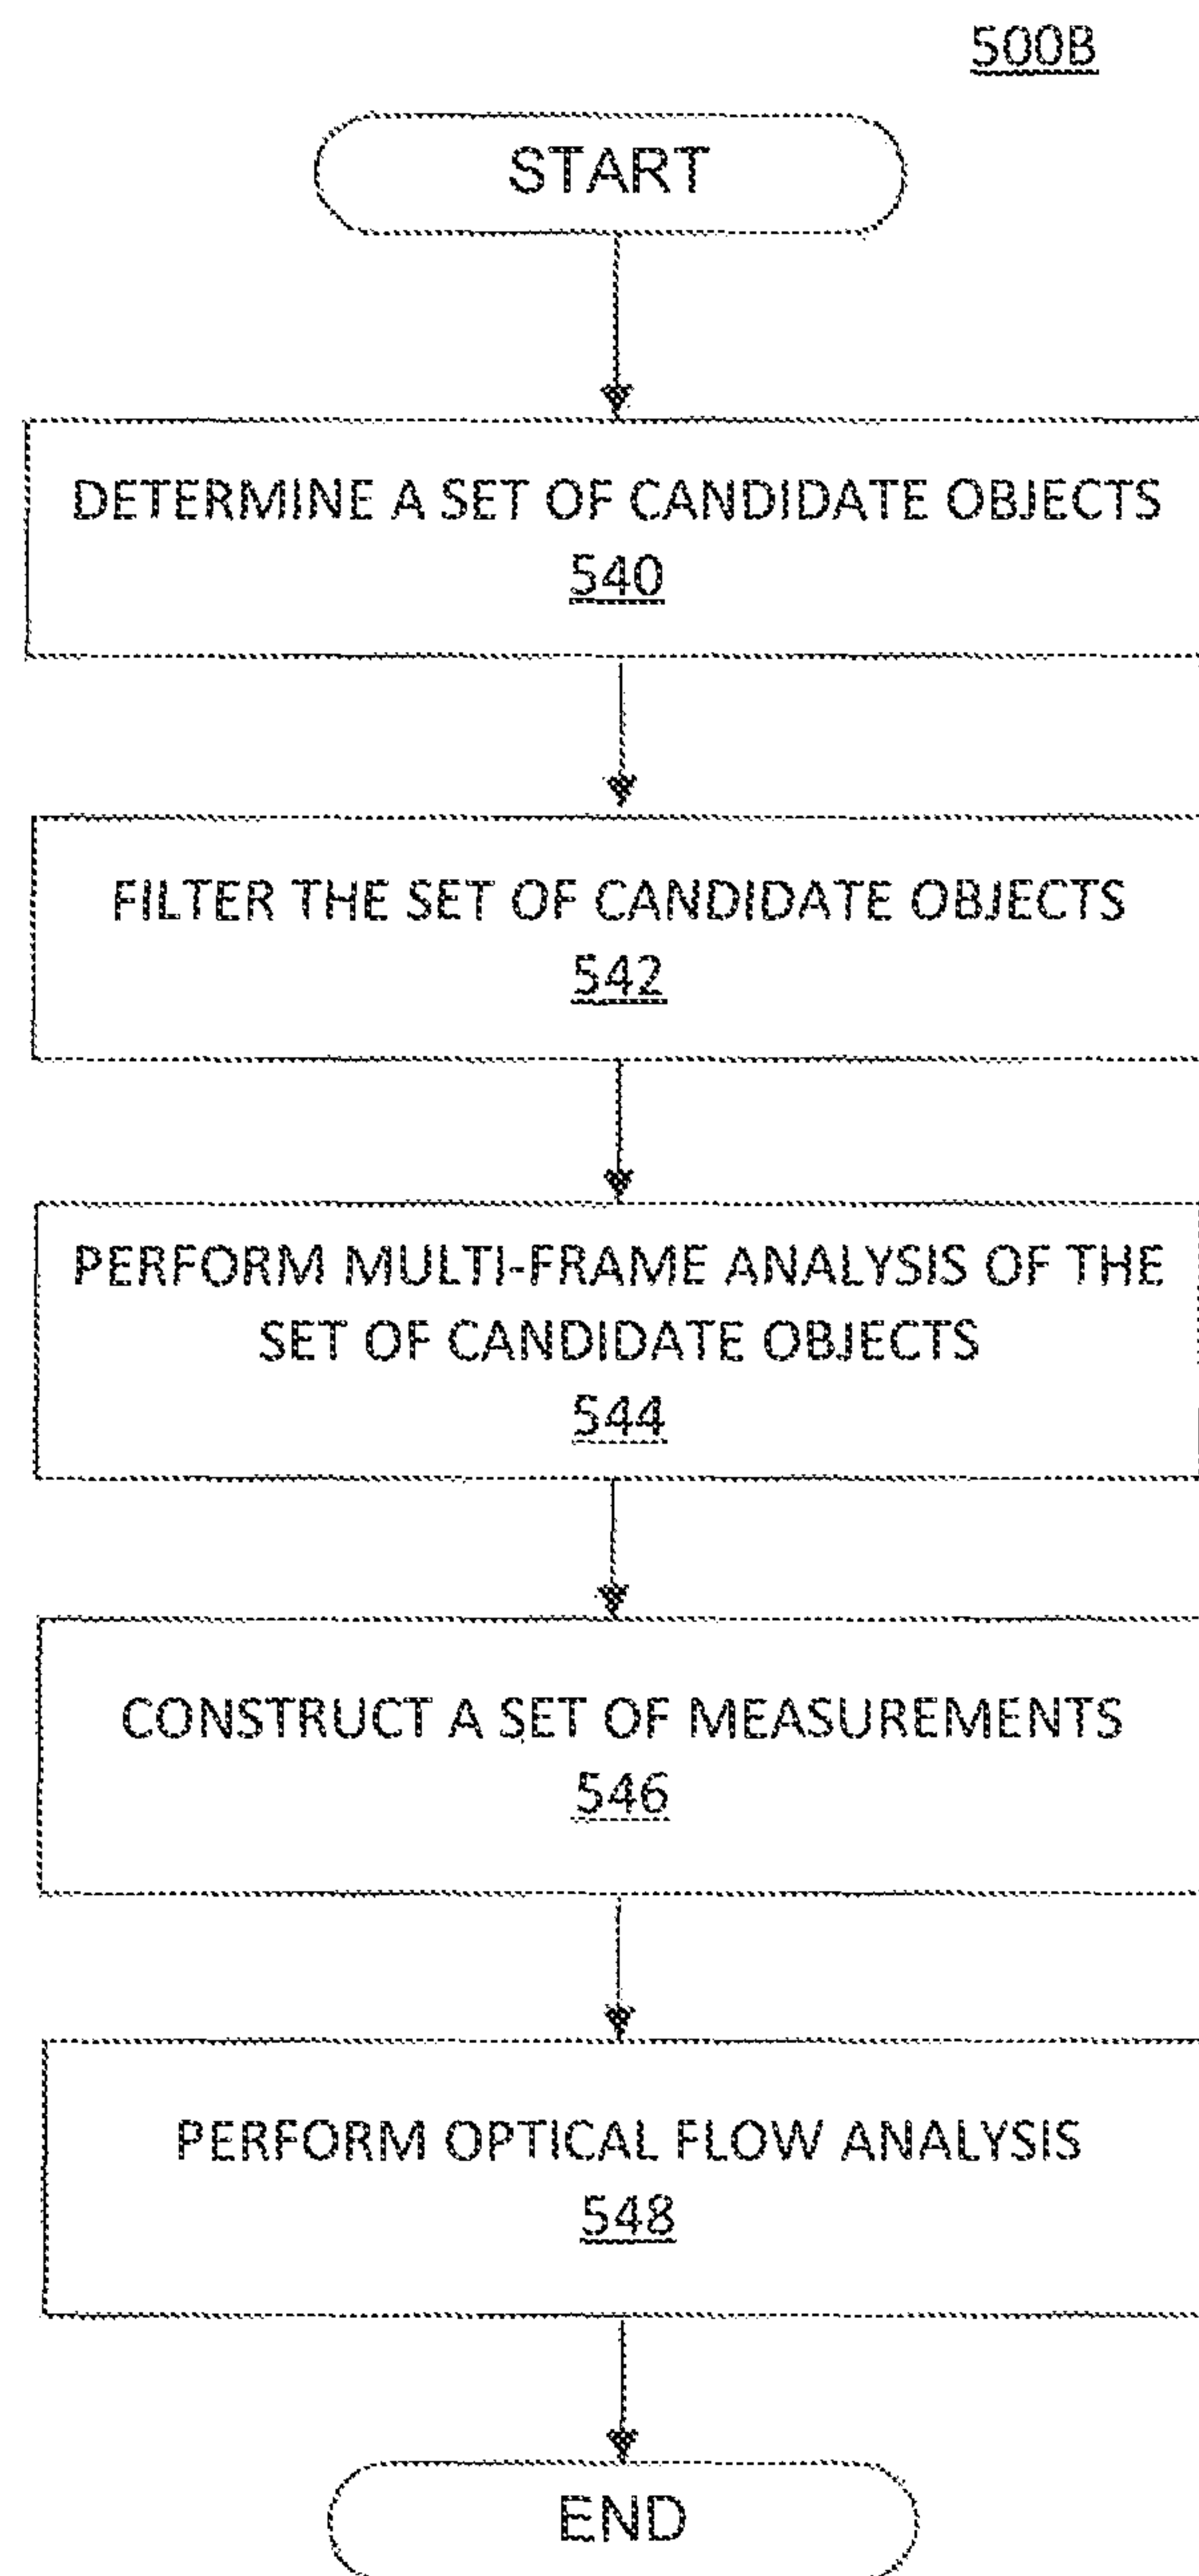 500B
START
DETERMINE A SET OF CANDIDATE OBJECTS
540
FILTER THE SET OF CANDIDATE OBJECTS
542
PERFORM MULTI-FRAME ANALYSIS OF THE
SET OF CANDIDATE OBJECTS
544
CONSTRUCT A SET OF MEASUREMENTS
546
PERFORM OPTICAL FLOW ANALYSIS
548
END